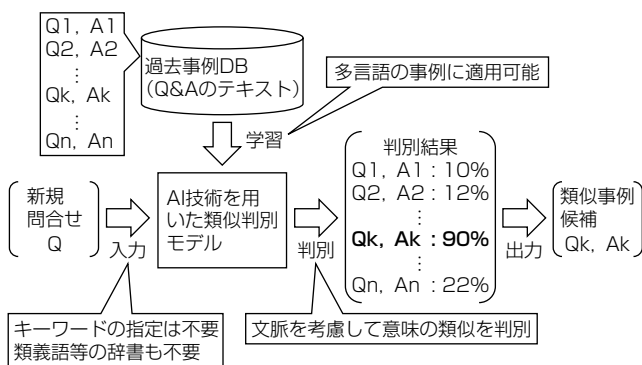 Q1, A1
Q2, A2
⋮
Qk, Ak
⋮
Qn, An
過去事例DB
(Q&Aのテキスト)
多言語の事例に適用可能
学習
新規
問合せ
Q
入力
AI技術を用
いた類似判別
モデル
判別
判別結果
Q1, A1 : 10%
Q2, A2 : 12%
⋮
Qk, Ak : 90%
⋮
Qn, An : 22%
出力
類似事例
候補
Qk, Ak
キーワードの指定は不要
類義語等の辞書も不要
文脈を考慮して意味の類似を判別